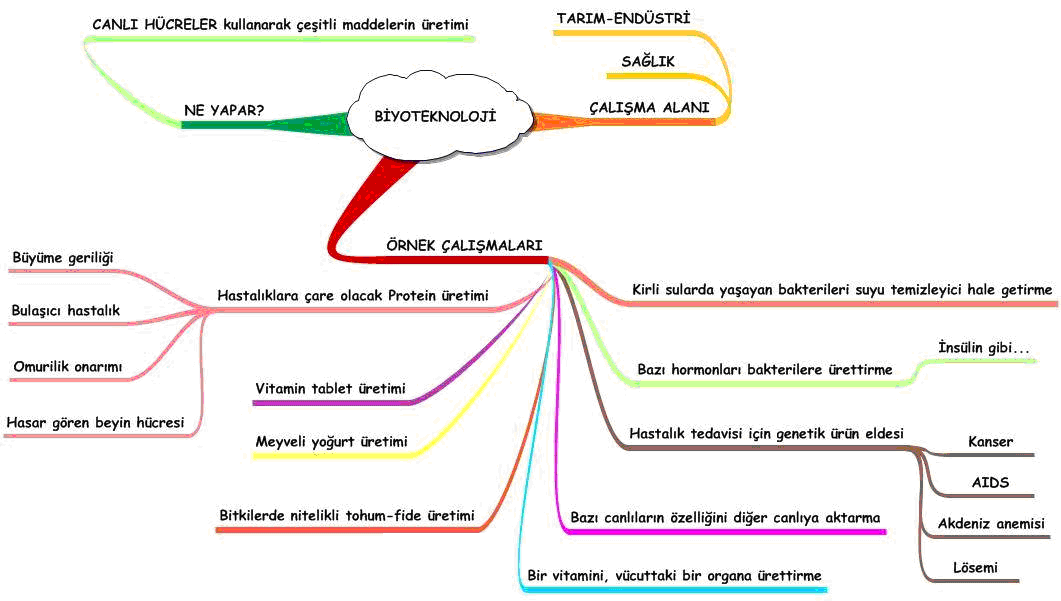 CANLI HÜCRELER kullanarak çeşitli maddelerin üretimi
NE YAPAR?
BİYOTEKNOLOJİ
TARIM-ENDÜSTRİ
SAĞLIK
ÇALIŞMA ALANI
ÖRNEK ÇALIŞMALARI
Hastalıklara çare olacak Protein üretimi
Büyüme geriliği
Bulaşıcı hastalık
Omurilik onarımı
Hasar gören beyin hücresi
Vitamin tablet üretimi
Meyveli yoğurt üretimi
Bitkilerde nitelikli tohum-fide üretimi
Kirli sularda yaşayan bakterileri suyu temizleyici hale getirme
Bazı hormonları bakterilere ürettirme
İnsülin gibi...
Hastalık tedavisi için genetik ürün eldesi
Kanser
AIDS
Akdeniz anemisi
Lösemi
Bazı canlıların özelliğini diğer canlıya aktarma
Bir vitamini, vücuttaki bir organa ürettirme